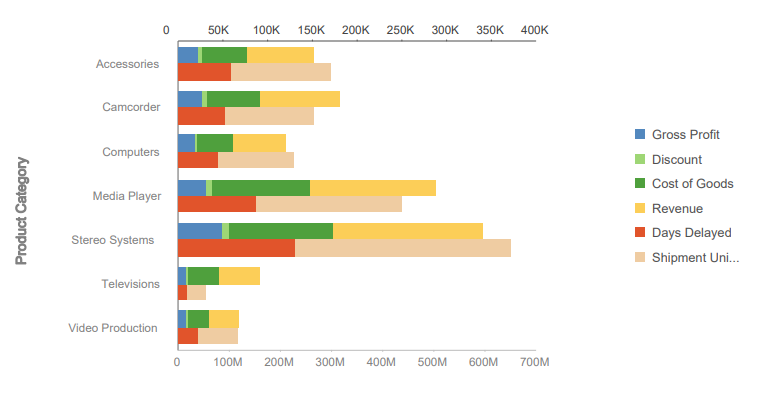 0 50K 100K 150K 200K 250K 300K 350K 400K
Product Category
Accessories
Camcorder
Computers
Media Player
Stereo Systems
Televisions
Video Production
0 100M 200M 300M 400M 500M 600M 700M
Gross Profit
Discount
Cost of Goods
Revenue
Days Delayed
Shipment Uni...